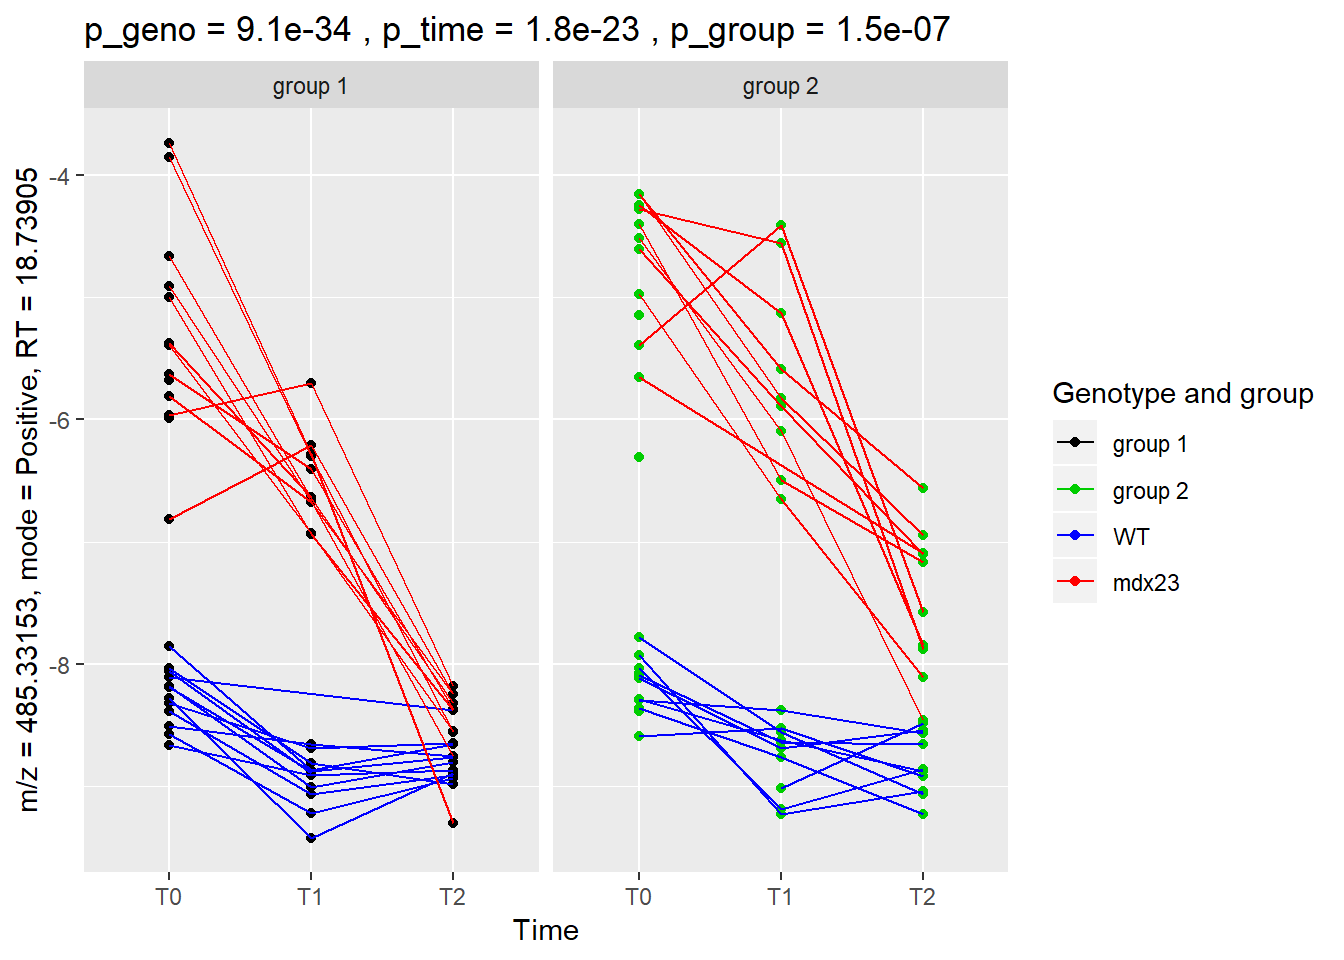 p_geno = 9.1e-34 , p_time = 1.8e-23 , p_group = 1.5e-07
group 1
group 2
m/z = 485.33153, mode = Positive, RT = 18.73905
-4
-6
-8
T0
T1
T2
T0
T1
T2
Time
Genotype and group
group 1
group 2
WT
mdx23